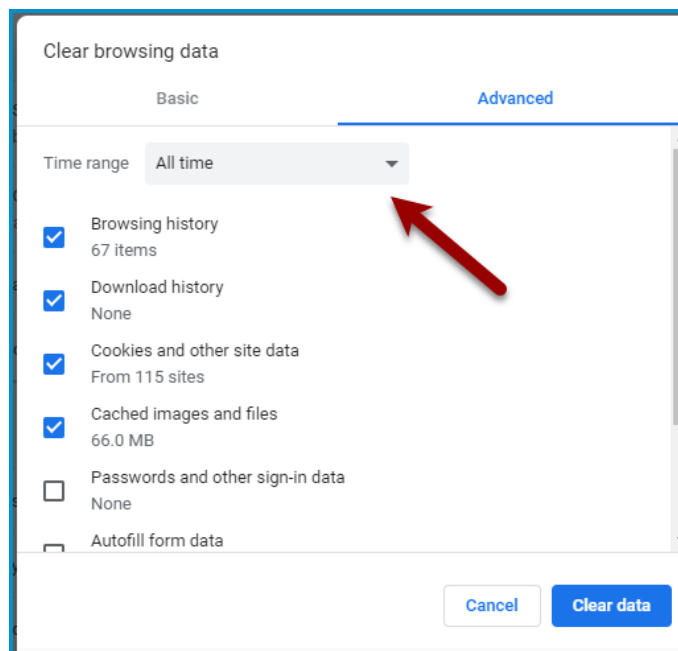 Clear browsing data
Basic
Advanced
Time range
All time
Browsing history
67 items
Download history
None
Cookies and other site data
From 115 sites
Cached images and files
66.0 MB
Passwords and other sign-in data
None
Autofill form data
Cancel
Clear data